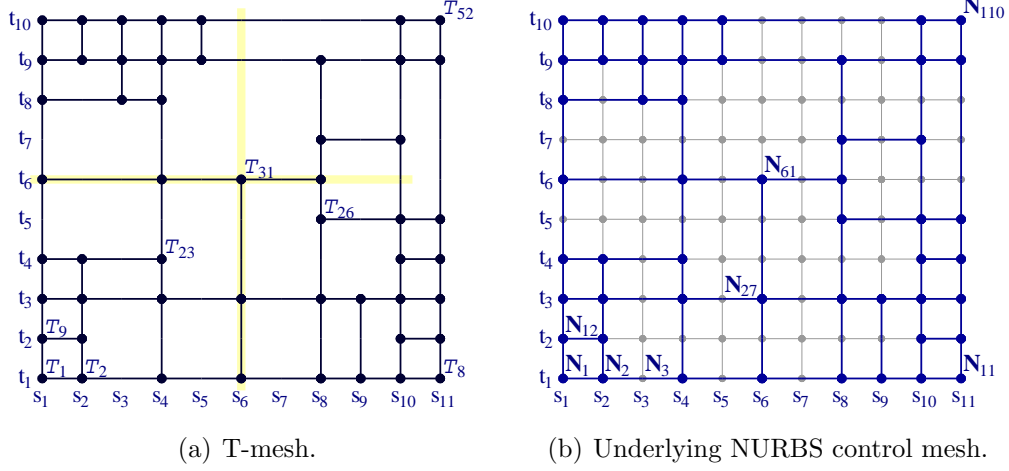 t10 T52 t10 N110
t9 t9
t8 t8
t7 t7
t6 T31 t6 N61
t5 T26 t5
t4 T23 t4
t3 t3 N27
t2 T9 t2 N12
t1 T1 T2 T8 t1 N1 N2 N3 N11
s1 s2 s3 s4 s5 s6 s7 s8 s9 s10 s11 s1 s2 s3 s4 s5 s6 s7 s8 s9 s10 s11
(a) T-mesh. (b) Underlying NURBS control mesh.